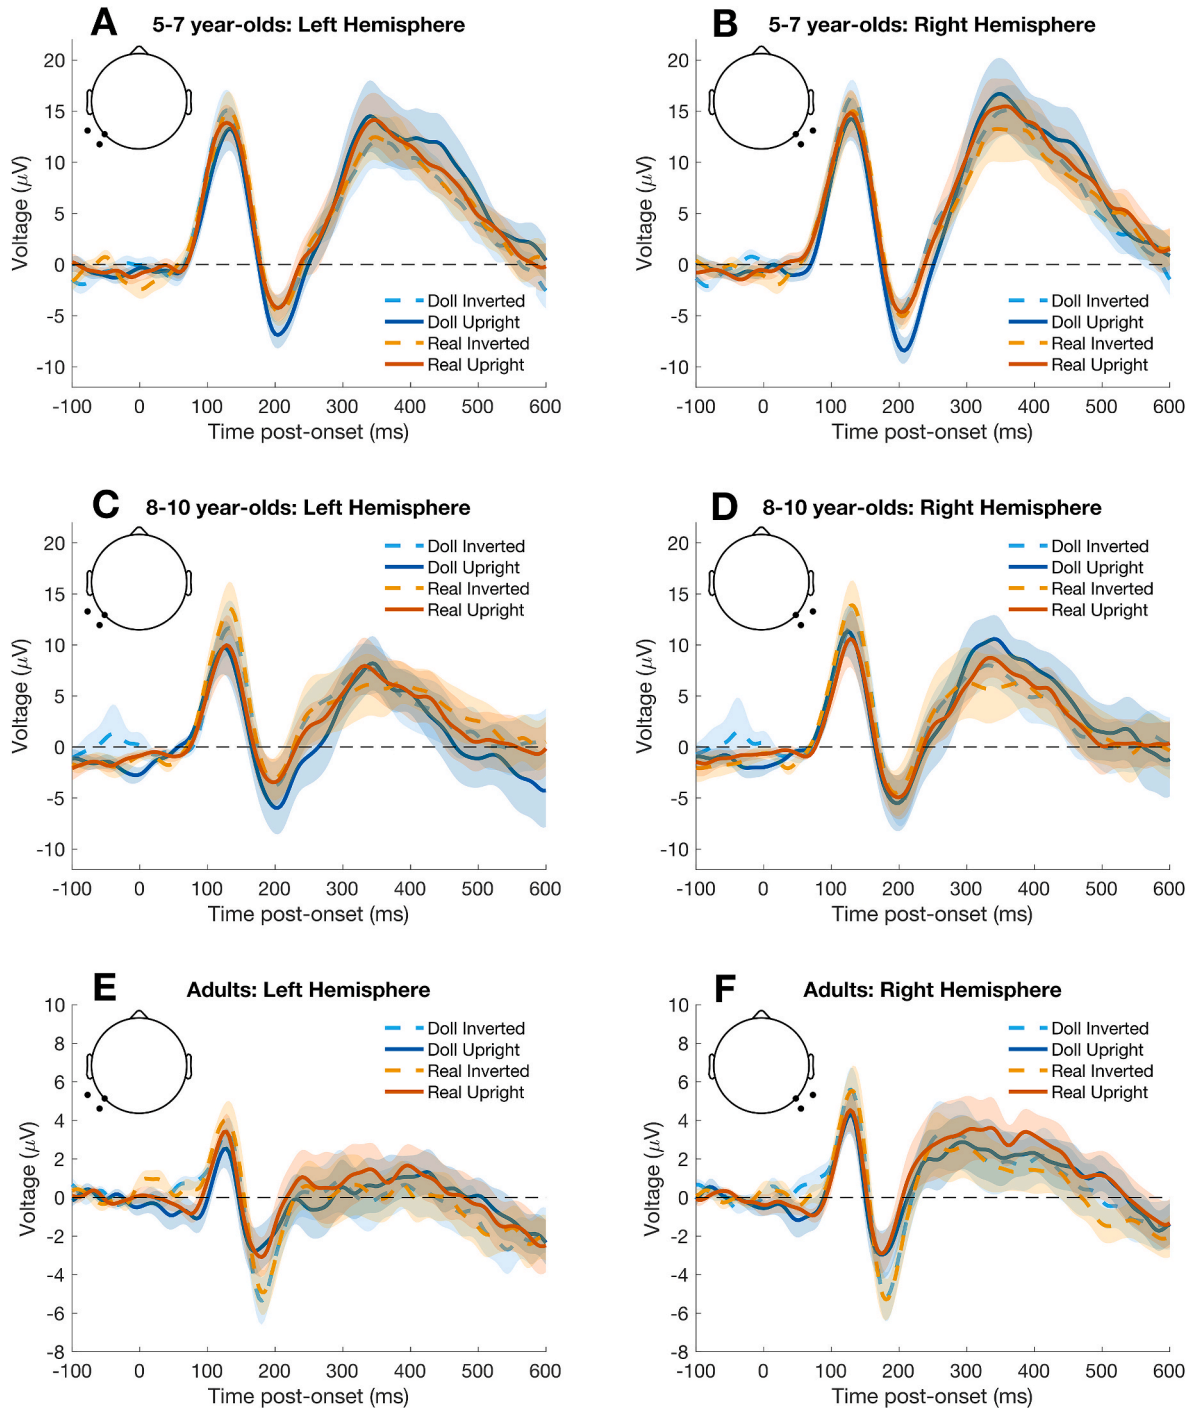 A
5-7 year-olds: Left Hemisphere
20
15
10
5
0
-5
-10
Voltage (μV)
Doll Inverted
Doll Upright
Real Inverted
Real Upright
-100 0 100 200 300 400 500 600
Time post-onset (ms)
B
5-7 year-olds: Right Hemisphere
20
15
10
5
0
-5
-10
Voltage (μV)
Doll Inverted
Doll Upright
Real Inverted
Real Upright
-100 0 100 200 300 400 500 600
Time post-onset (ms)
C
8-10 year-olds: Left Hemisphere
20
15
10
5
0
-5
-10
Voltage (μV)
Doll Inverted
Doll Upright
Real Inverted
Real Upright
-100 0 100 200 300 400 500 600
Time post-onset (ms)
D
8-10 year-olds: Right Hemisphere
20
15
10
5
0
-5
-10
Voltage (μV)
Doll Inverted
Doll Upright
Real Inverted
Real Upright
-100 0 100 200 300 400 500 600
Time post-onset (ms)
E
Adults: Left Hemisphere
10
8
6
4
2
0
-2
-4
-6
-8
Voltage (μV)
Doll Inverted
Doll Upright
Real Inverted
Real Upright
-100 0 100 200 300 400 500 600
Time post-onset (ms)
F
Adults: Right Hemisphere
10
8
6
4
2
0
-2
-4
-6
-8
Voltage (μV)
Doll Inverted
Doll Upright
Real Inverted
Real Upright
-100 0 100 200 300 400 500 600
Time post-onset (ms)